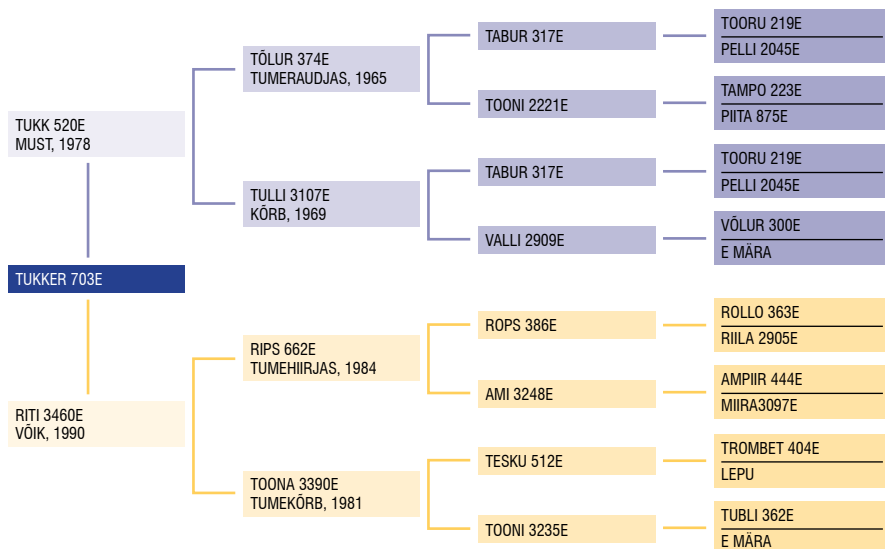 TUKK 520E
MUST, 1978
TUKKER 703E
RITI 3460E
VÕIK, 1990
TÕLUR 374E
TUMERAUDJAS, 1965
TULLI 3107E
KÕRB, 1969
RIPS 662E
TUMEHIIRJAS, 1984
TOONA 3390E
TUMEKÕRB, 1981
TABUR 317E
TOONI 2221E
TABUR 317E
VALLI 2909E
ROPS 386E
AMI 3248E
TESKU 512E
TOONI 3235E
TOORU 219E
PELLI 2045E
TAMPO 223E
PIITA 875E
TOORU 219E
PELLI 2045E
VÕLUR 300E
E MÄRA
ROLLO 363E
RIILA 2905E
AMPIIR 444E
MIIRA3097E
TROMBET 404E
LEPU
TUBLI 362E
E MÄRA